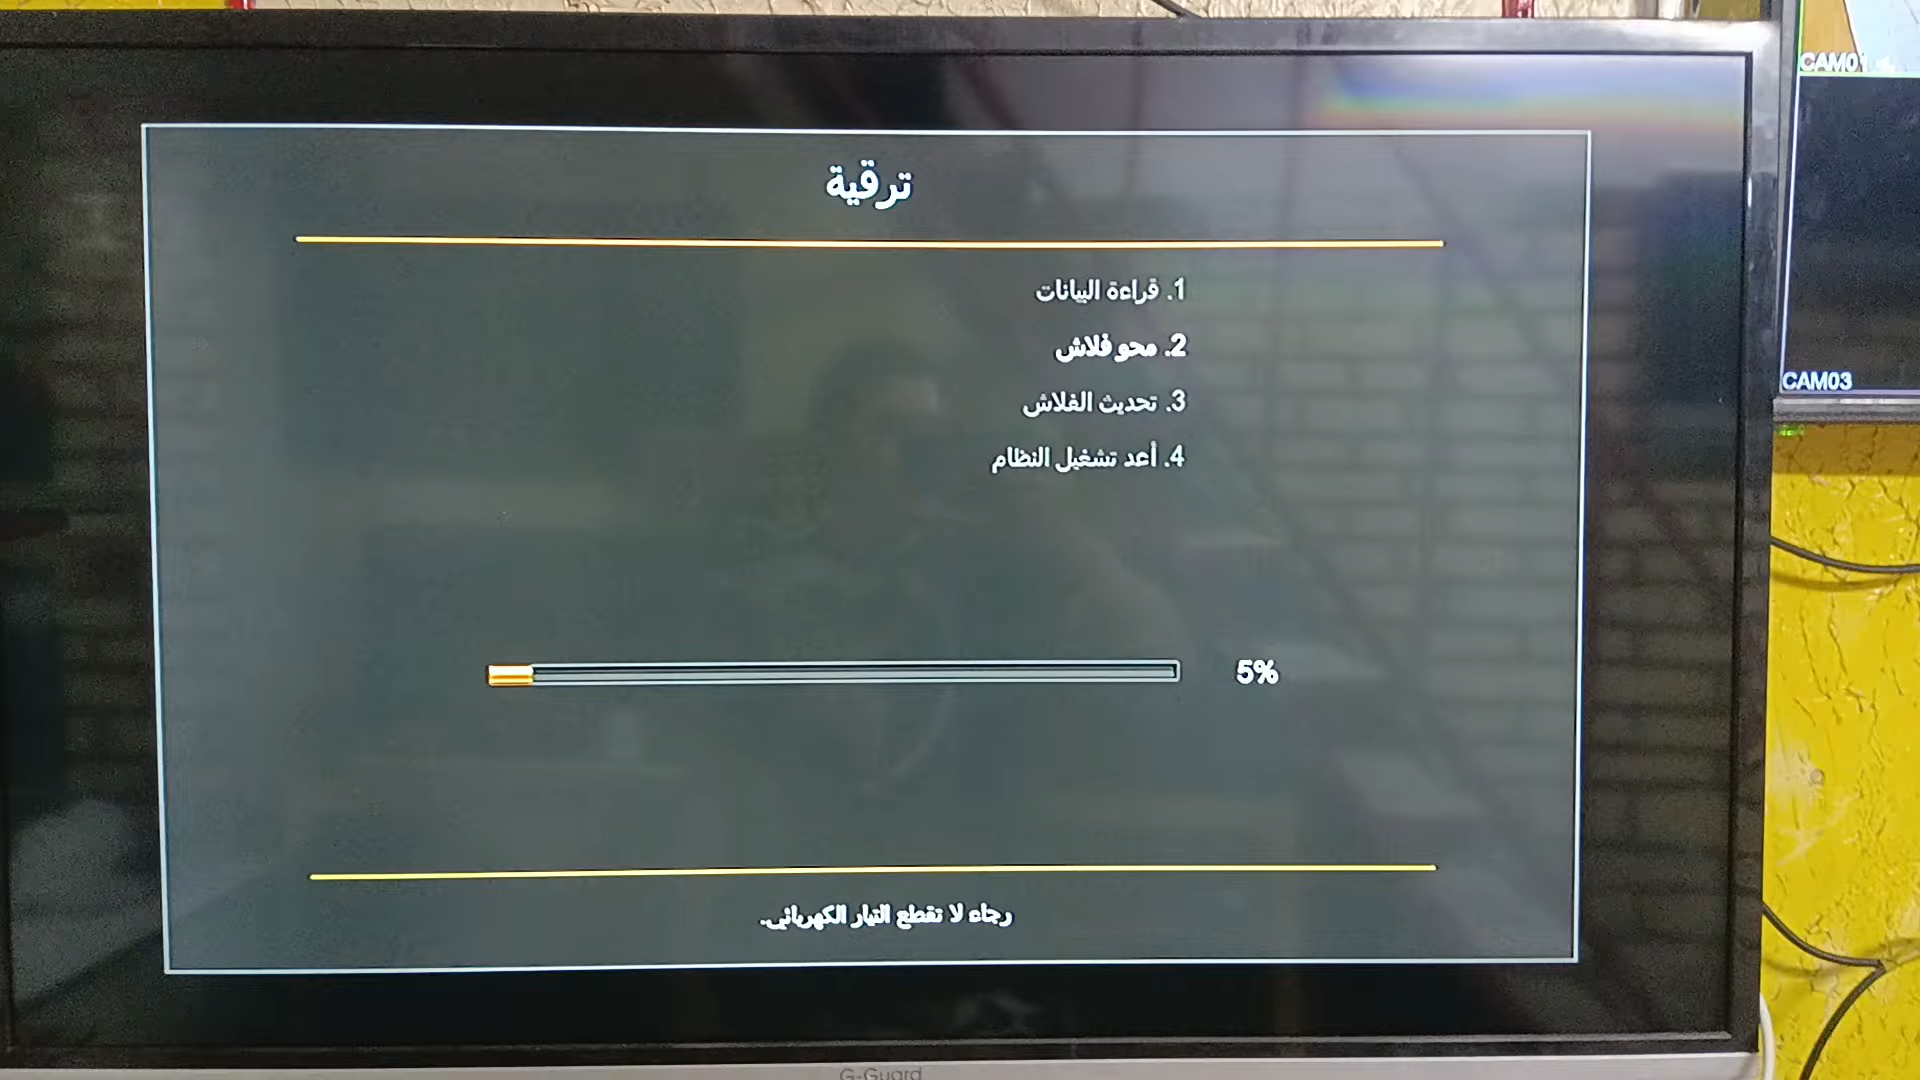 ترقية
1. قراءة البيانات
2. محو فلاش
3. تحديث الفلاش
4. أعد تشغيل النظام
5%
رجاء لا تقطع التيار الكهربائي.
G-Guard
CAM01
CAM03